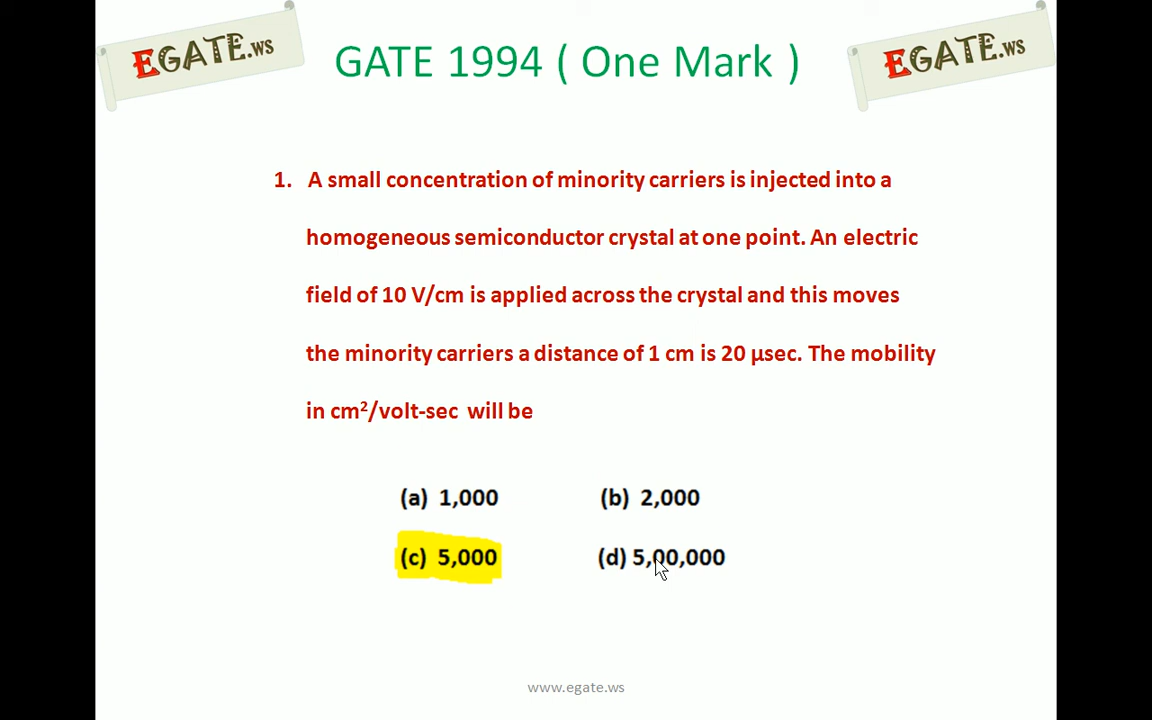 EGATE.ws
GATE 1994 ( One Mark )
EGATE.ws
1. A small concentration of minority carriers is injected into a
homogeneous semiconductor crystal at one point. An electric
field of 10 V/cm is applied across the crystal and this moves
the minority carriers a distance of 1 cm is 20 μsec. The mobility
in cm²/volt-sec will be
(a) 1,000 (b) 2,000
(c) 5,000 (d) 5,00,000
www.egate.ws